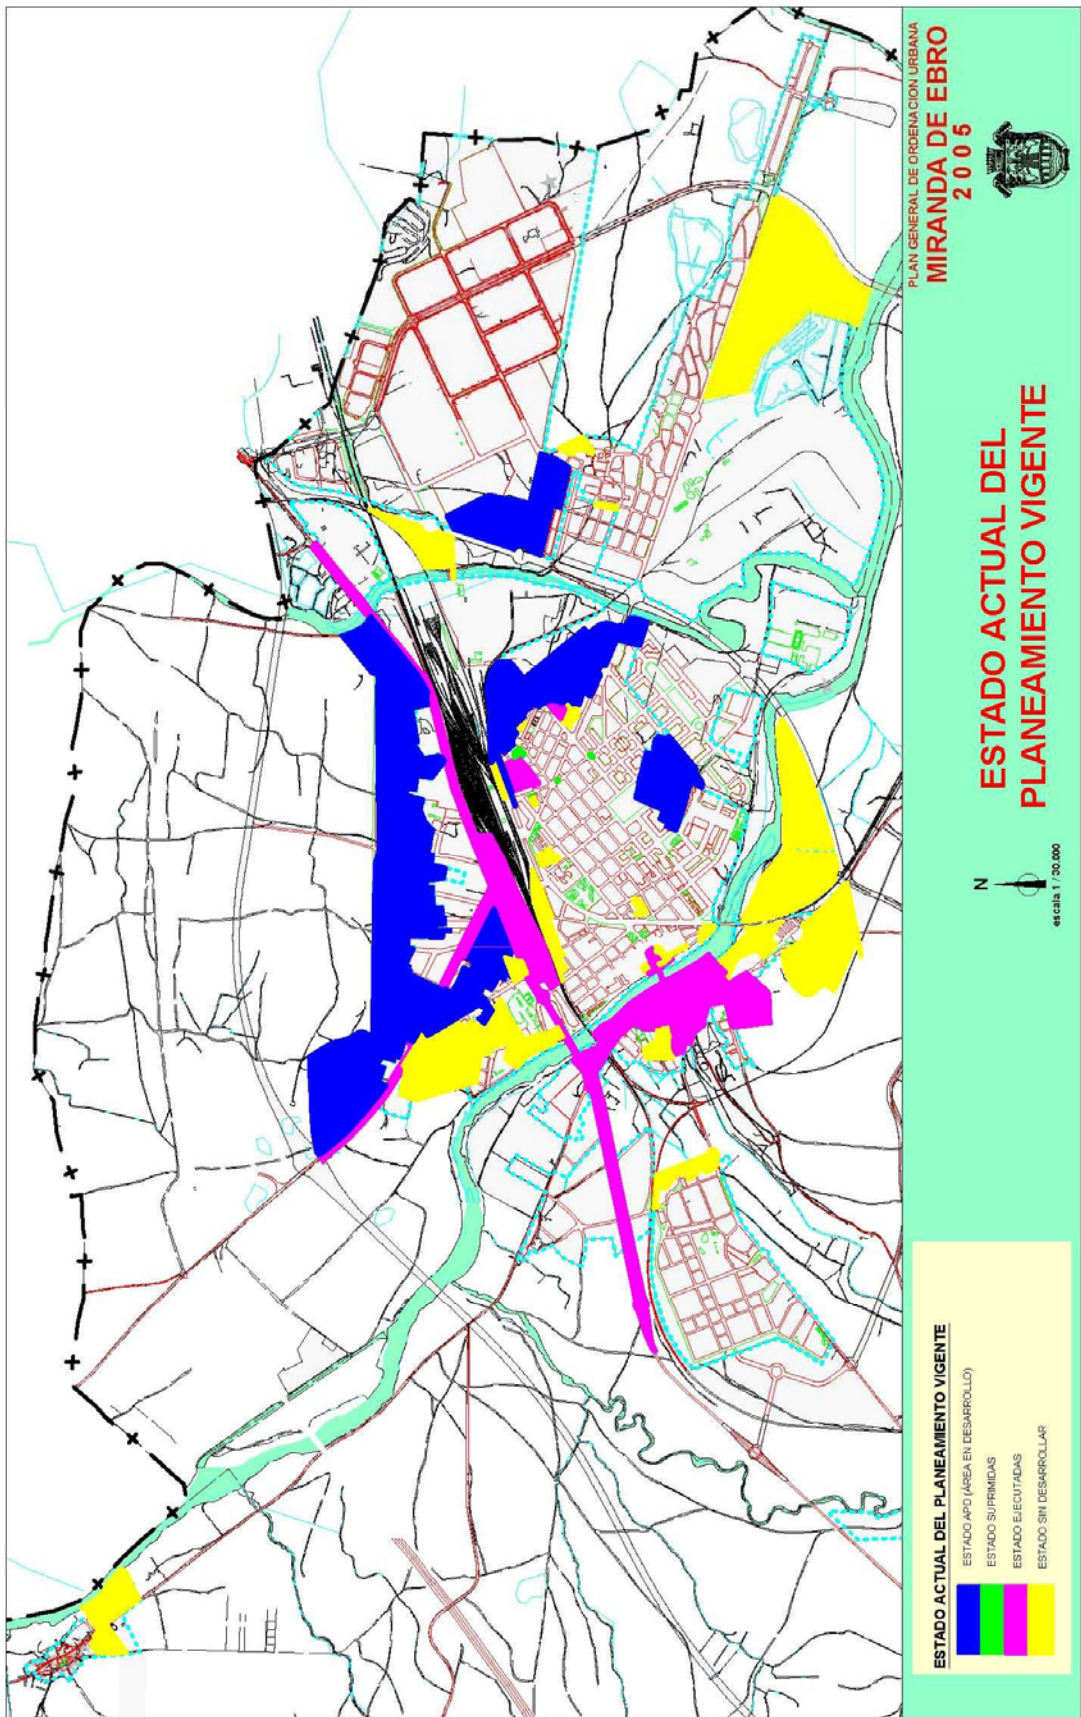 PLAN GENERAL DE ORDENACION URBANA
MIRANDA DE EBRO
2005
ESTADO ACTUAL DEL
PLANEAMIENTO VIGENTE
N
escala 1 / 30.000
ESTADO ACTUAL DEL PLANEAMIENTO VIGENTE
ESTADO APD (ÁREA EN DESARROLLO)
ESTADO SUPRIMIDAS
ESTADO EJECUTADAS
ESTADO SIN DESARROLLAR